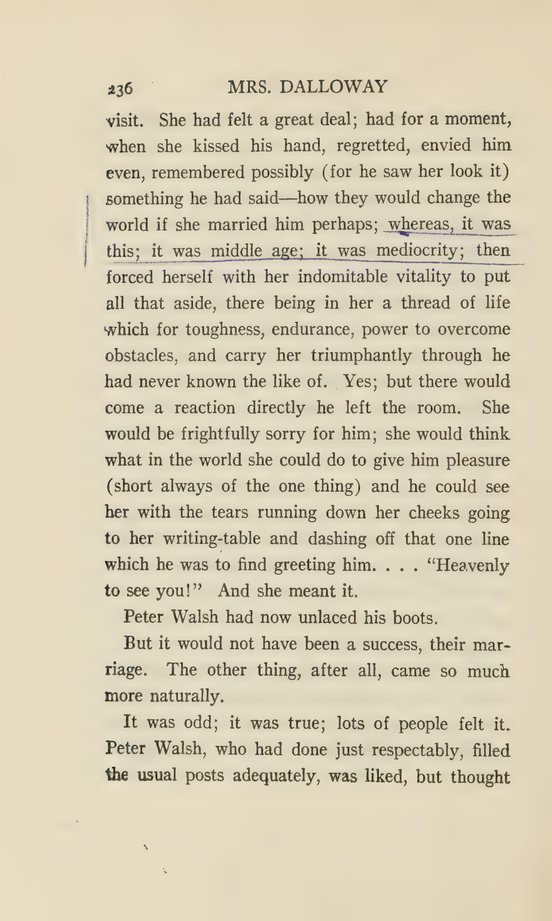 236 MRS. DALLOWAY
visit. She had felt a great deal; had for a moment,
when she kissed his hand, regretted, envied him
even, remembered possibly (for he saw her look it)
something he had said—how they would change the
world if she married him perhaps; whereas, it was
this; it was middle age; it was mediocrity; then
forced herself with her indomitable vitality to put
all that aside, there being in her a thread of life
which for toughness, endurance, power to overcome
obstacles, and carry her triumphantly through he
had never known the like of. Yes; but there would
come a reaction directly he left the room. She
would be frightfully sorry for him; she would think
what in the world she could do to give him pleasure
(short always of the one thing) and he could see
her with the tears running down her cheeks going
to her writing-table and dashing off that one line
which he was to find greeting him. . . . “Heavenly
to see you!” And she meant it.
Peter Walsh had now unlaced his boots.
But it would not have been a success, their mar-
riage. The other thing, after all, came so much
more naturally.
It was odd; it was true; lots of people felt it.
Peter Walsh, who had done just respectably, filled
the usual posts adequately, was liked, but thought